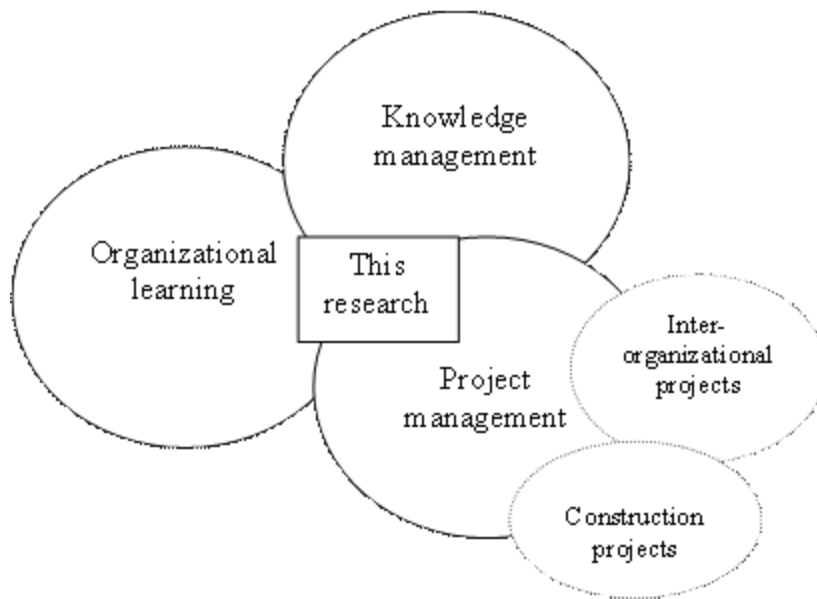 Knowledge
management
Organizational
learning
This
research
Inter-
organizational
projects
Project
management
Construction
projects